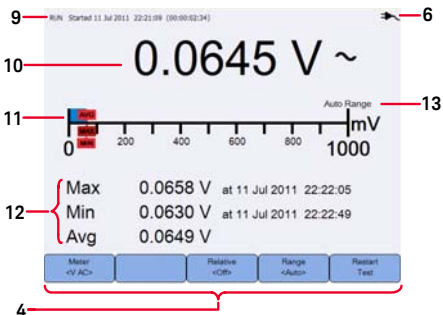 9 RUN Started 11 Jul 2011 22:21:09 (00:00:02:34) 6
10 0.0645 V ~
Auto Range 13
11 AVG
MAX
MIN
mV
0 200 400 600 800 1000
12 Max 0.0658 V at 11 Jul 2011 22:22:05
Min 0.0630 V at 11 Jul 2011 22:22:49
Avg 0.0649 V
Meter Relative Range Restart
<V AC> <Off> <Auto> Test
4